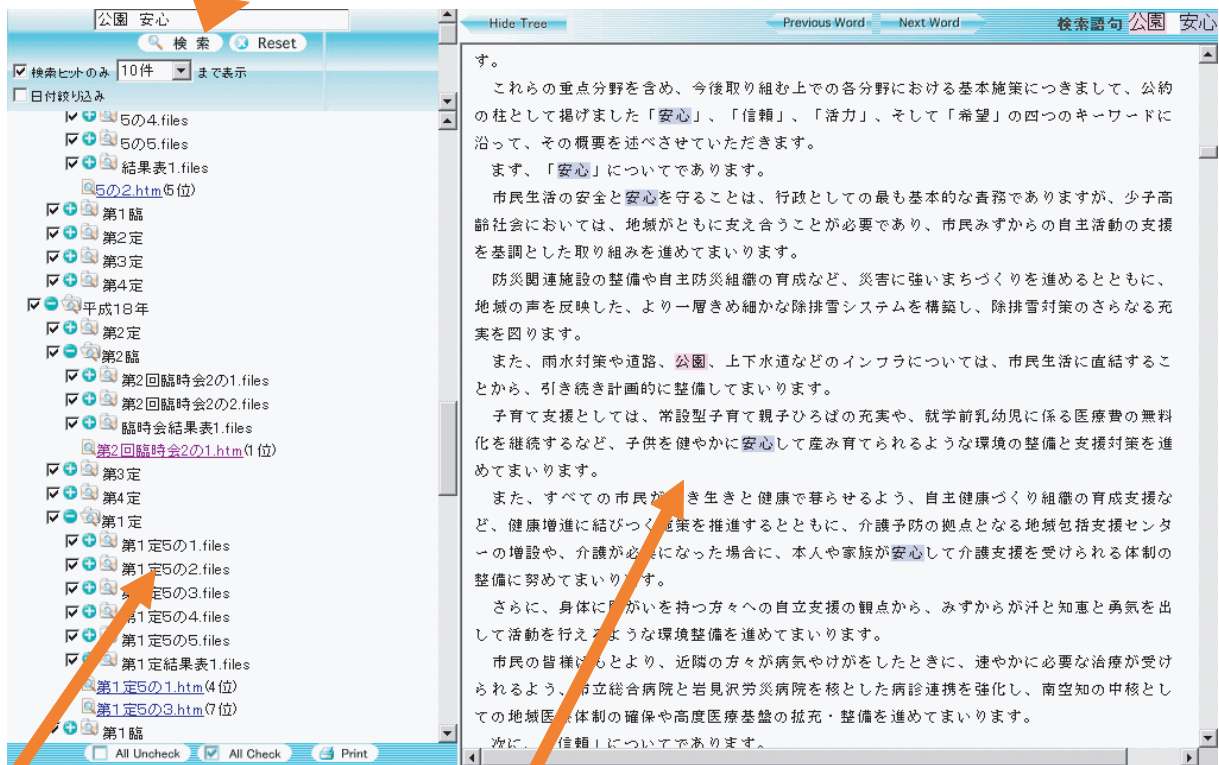 公園 安心
検 索 Reset
検索ヒットのみ 10件 まで表示
日付絞り込み
5の4.files
5の5.files
結果表1.files
5の2.htm(5位)
第1臨
第2定
第3定
第4定
平成18年
第2定
第2臨
第2回臨時会2の1.files
第2回臨時会2の2.files
臨時会結果表1.files
第2回臨時会2の1.htm(1位)
第3定
第4定
第1定
第1定5の1.files
第1定5の2.files
第1定5の3.files
第1定5の4.files
第1定5の5.files
第1定結果表1.files
第1定5の1.htm(4位)
第1定5の3.htm(7位)
第1臨
All Uncheck All Check Print
Hide Tree Previous Word Next Word 検索語句 公園 安心
す。
これらの重点分野を含め、今後取り組む上での各分野における基本施策につきまして、公約
の柱として掲げました「安心」、「信頼」、「活力」、そして「希望」の四つのキーワードに
沿って、その概要を述べさせていただきます。
まず、「安心」についてであります。
市民生活の安全と安心を守ることは、行政としての最も基本的な責務でありますが、少子高
齢社会においては、地域がともに支え合うことが必要であり、市民みずからの自主活動の支援
を基調とした取り組みを進めてまいります。
防災関連施設の整備や自主防災組織の育成など、災害に強いまちづくりを進めるとともに、
地域の声を反映した、より一層きめ細かな除排雪システムを構築し、除排雪対策のさらなる充
実を図ります。
また、雨水対策や道路、公園、上下水道などのインフラについては、市民生活に直結するこ
とから、引き続き計画的に整備してまいります。
子育て支援としては、常設型子育て親子ひろばの充実や、就学前乳幼児に係る医療費の無料
化を継続するなど、子供を健やかに安心して産み育てられるような環境の整備と支援対策を進
めてまいります。
また、すべての市民が き生きと健康で暮らせるよう、自主健康づくり組織の育成支援な
ど、健康増進に結びつく 策を推進するとともに、介護予防の拠点となる地域包括支援センタ
ーの増設や、介護が必 になった場合に、本人や家族が安心して介護支援を受けられる体制の
整備に努めてまいり す。
さらに、身体に がいを持つ方々への自立支援の観点から、みずからが汗と知恵と勇気を出
して活動を行える うな環境整備を進めてまいります。
市民の皆様 もとより、近隣の方々が病気やけがをしたときに、速やかに必要な治療が受け
られるよう、 立総合病院と岩見沢労災病院を核とした病診連携を強化し、南空知の中核とし
ての地域医 体制の確保や高度医療基盤の拡充・整備を進めてまいります。
次に、 信頼」についてであります。